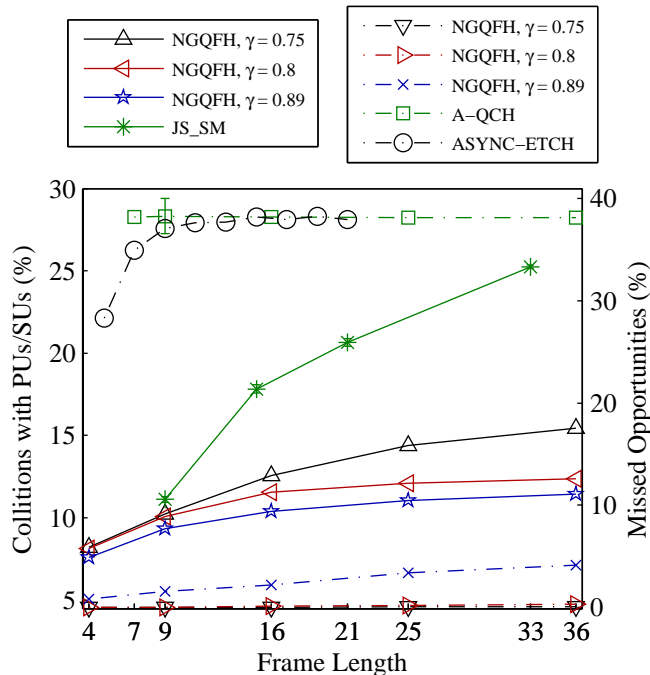 NGQFH, γ = 0.75
NGQFH, γ = 0.8
NGQFH, γ = 0.89
JS_SM
NGQFH, γ = 0.75
NGQFH, γ = 0.8
NGQFH, γ = 0.89
A−QCH
ASYNC−ETCH
Collitions with PUs/SUs (%)
30
25
20
15
10
5
40
30
20
10
0
Missed Opportunities (%)
4 7 9 16 21 25 33 36
Frame Length